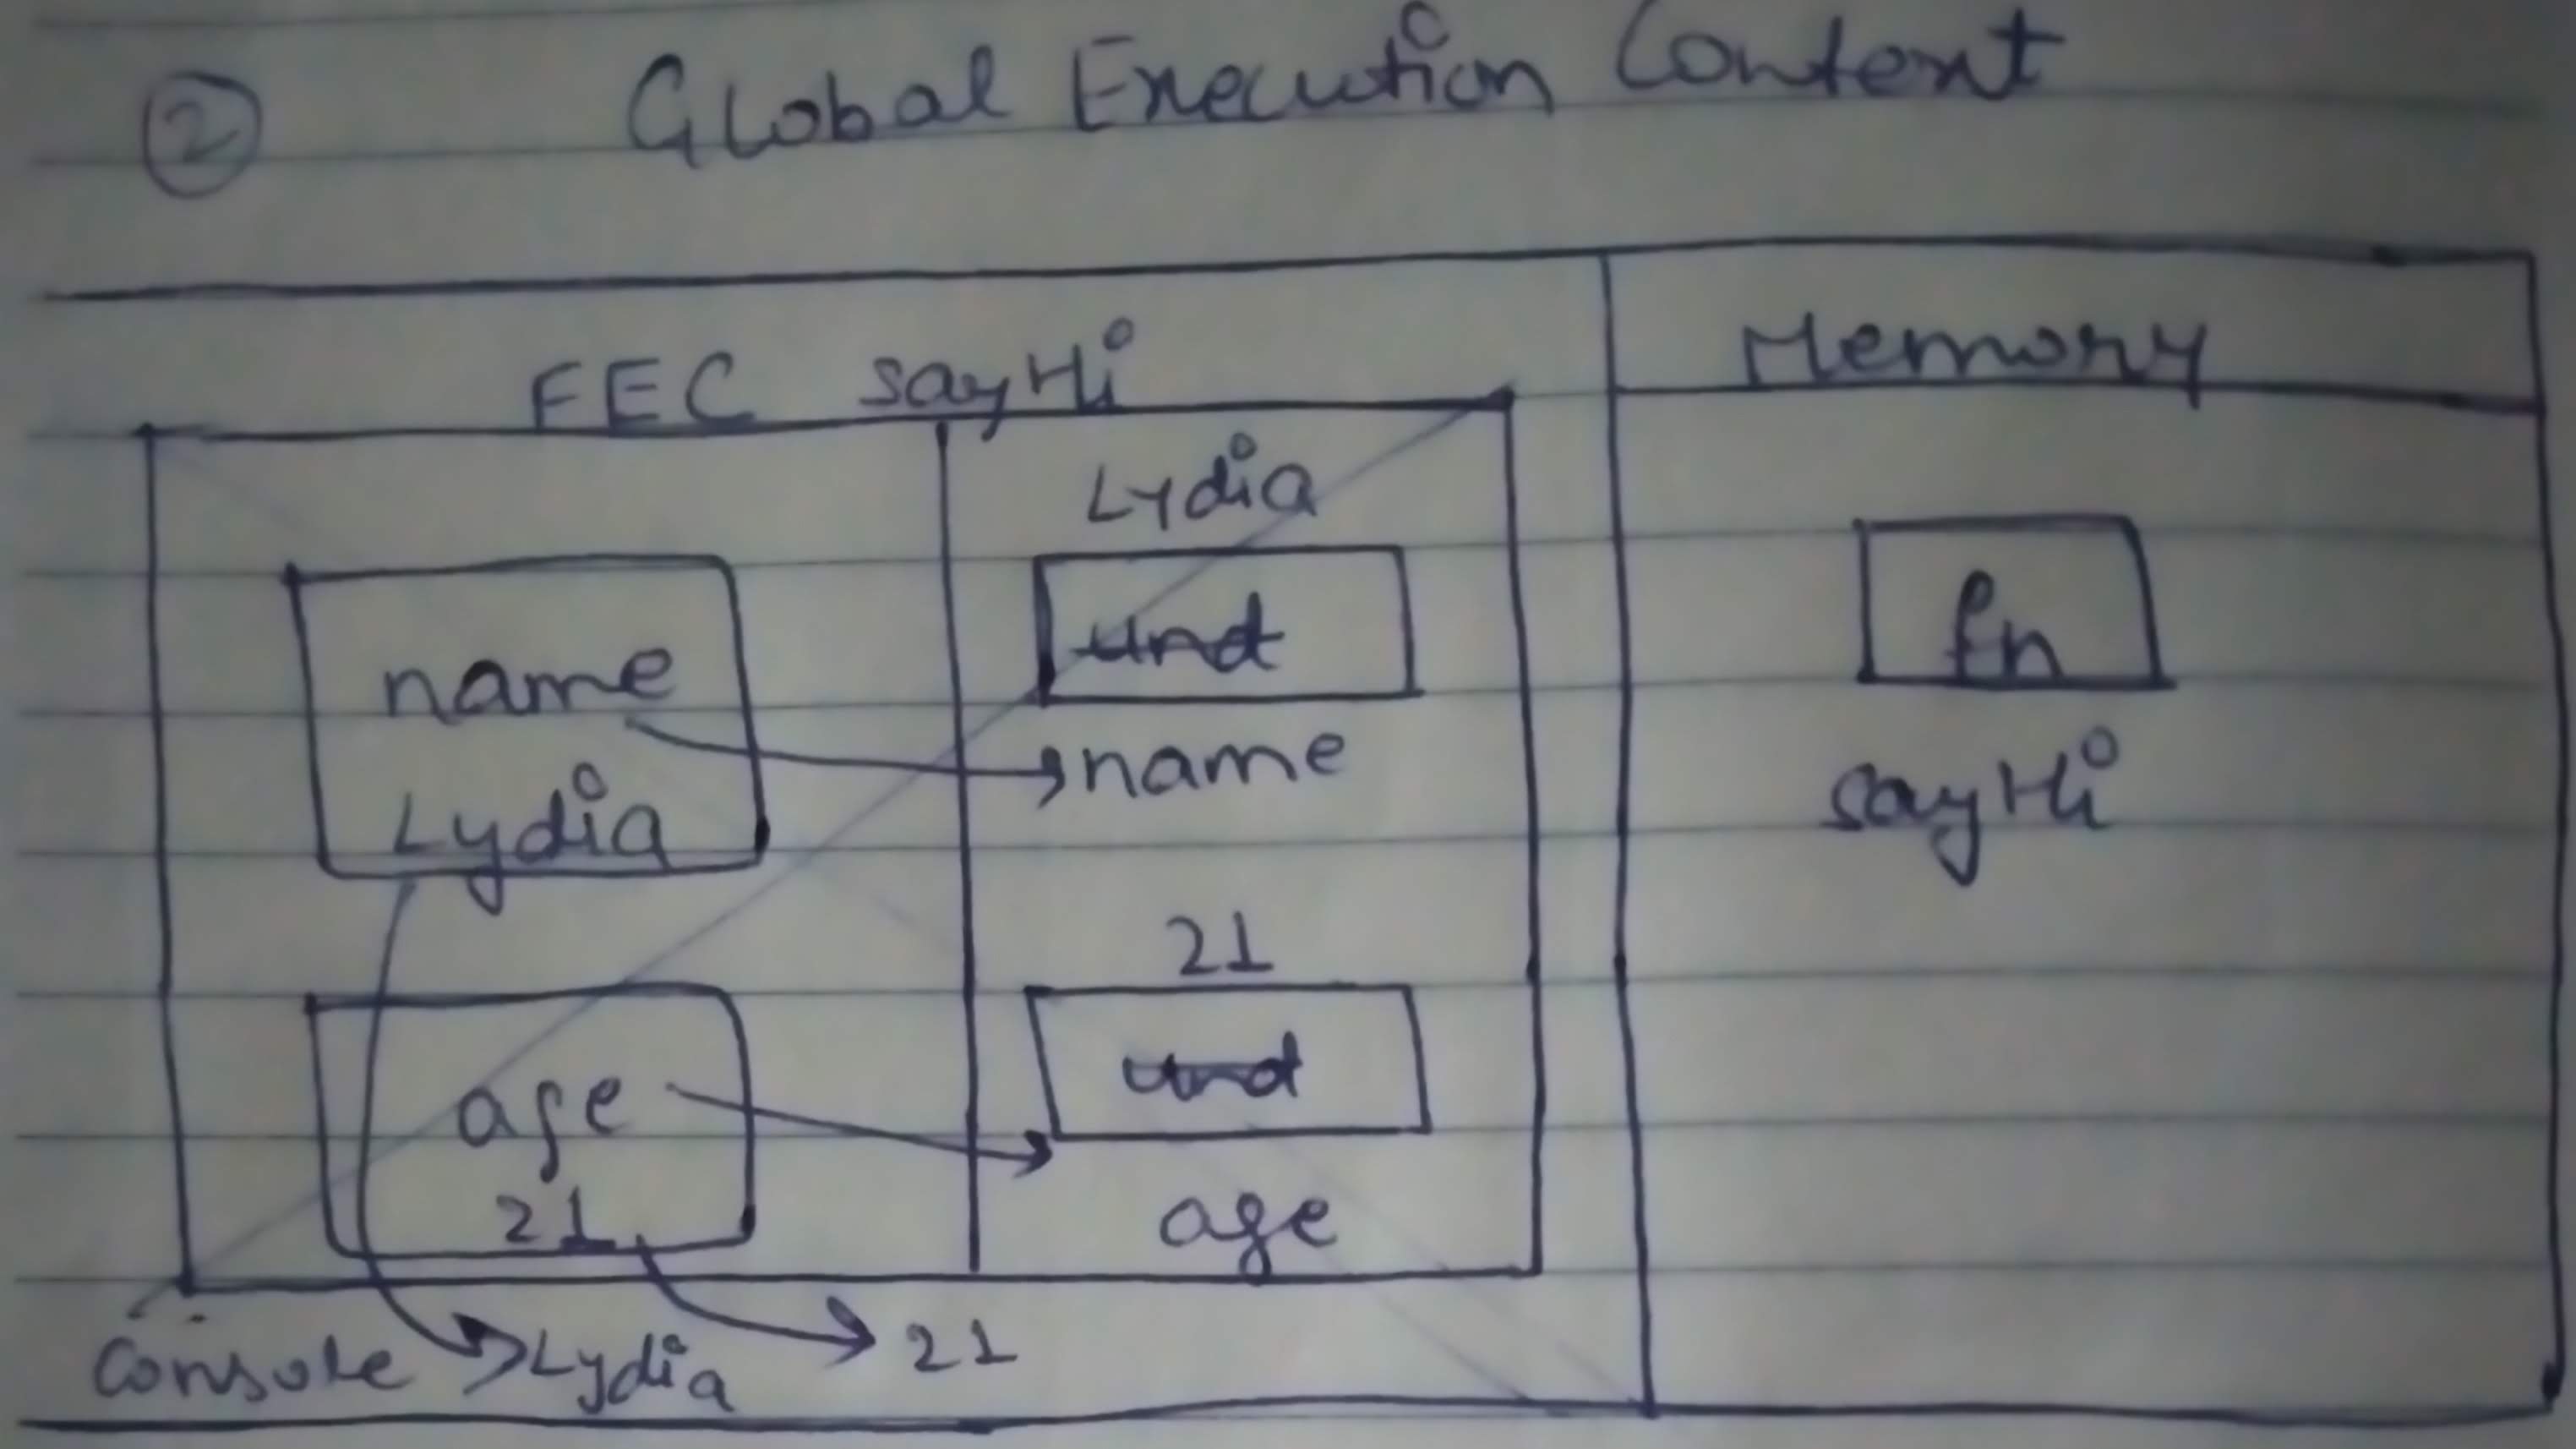 2 Global Execution Context
FEC sayHi
Memory
Lydia
und
name
Lydia
name
fn
sayHi
21
und
age
21
age
Console Lydia 21